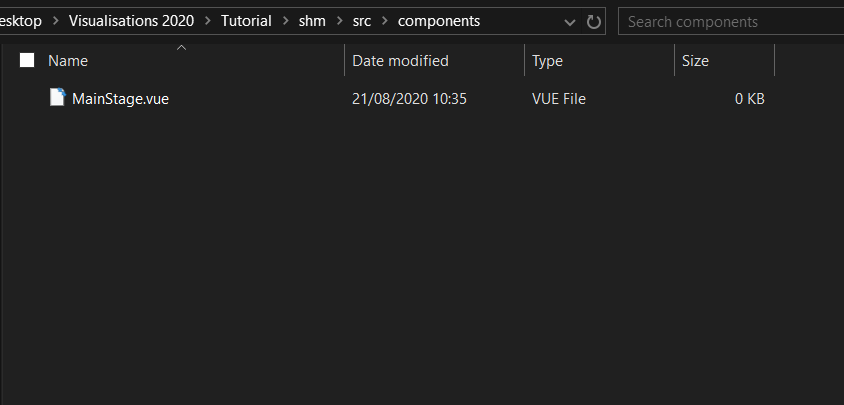 esktop > Visualisations 2020 > Tutorial > shm > src > components
Search components
Name Date modified Type Size
MainStage.vue 21/08/2020 10:35 VUE File 0 KB